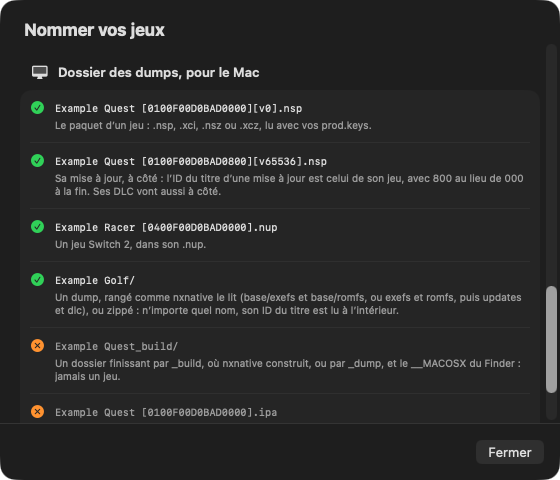 Nommer vos jeux
Dossier des dumps, pour le Mac
Example Quest [0100F00D0BAD0000][v0].nsp
Le paquet d'un jeu : .nsp, .xci, .nsz ou .xcz, lu avec vos prod.keys.
Example Quest [0100F00D0BAD0800][v65536].nsp
Sa mise à jour, à côté : l'ID du titre d'une mise à jour est celui de son jeu, avec 800 au lieu de 000
à la fin. Ses DLC vont aussi à côté.
Example Racer [0400F00D0BAD0000].nup
Un jeu Switch 2, dans son .nup.
Example Golf/
Un dump, rangé comme nxnative le lit (base/exefs et base/romfs, ou exefs et romfs, puis updates
et dlc), ou zippé : n'importe quel nom, son ID du titre est lu à l'intérieur.
Example Quest_build/
Un dossier finissant par _build, où nxnative construit, ou par _dump, et le __MACOSX du Finder :
jamais un jeu.
Example Quest [0100F00D0BAD0000].ipa
Fermer